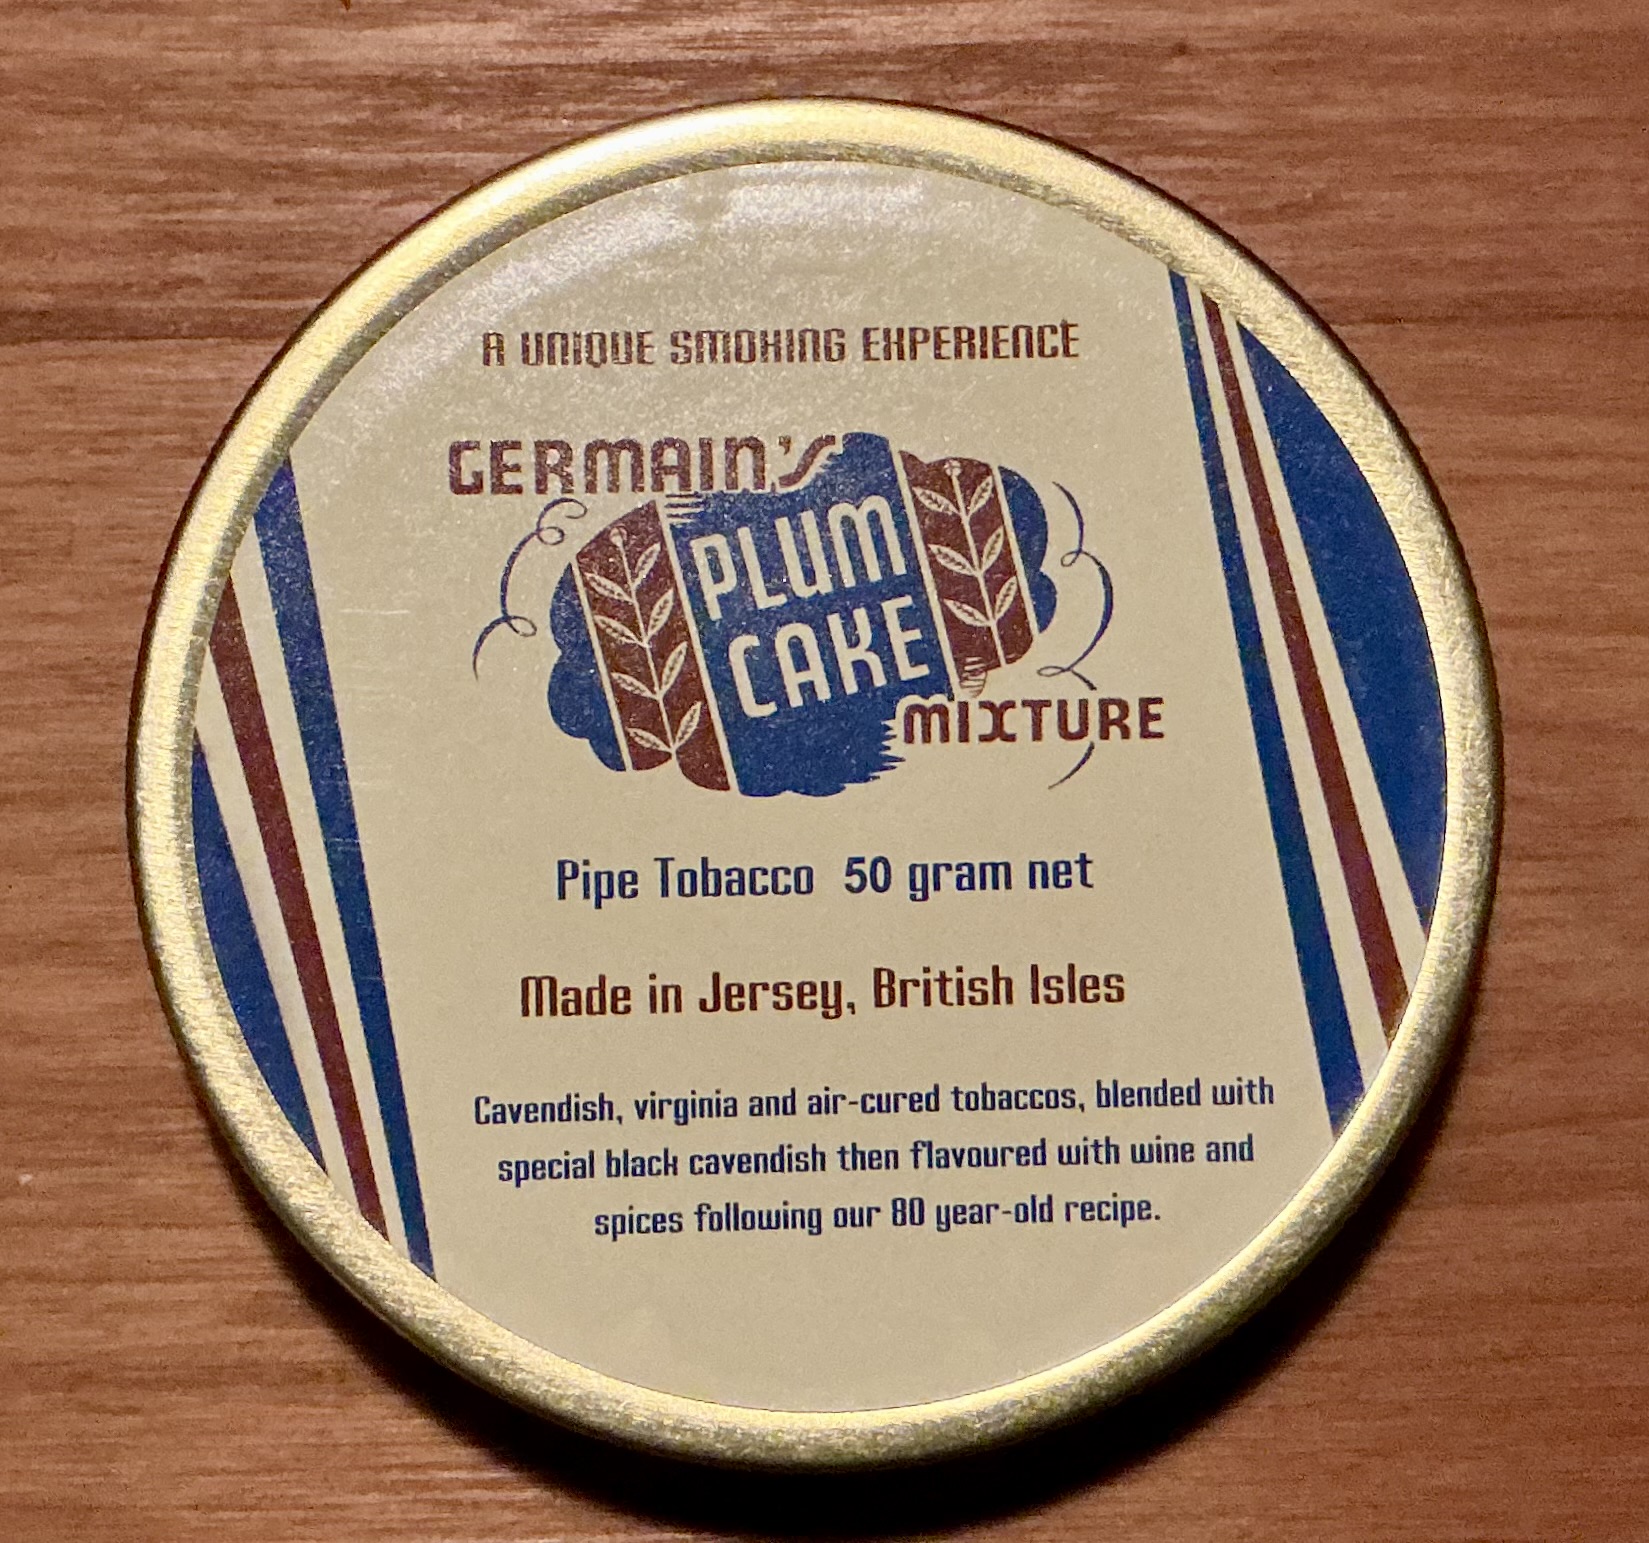 A UNIQUE SMOKING EXPERIENCE
GERMAIN'S
PLUM
CAKE
MIXTURE
Pipe Tobacco 50 gram net
Made in Jersey, British Isles
Cavendish, virginia and air-cured tobaccos, blended with
special black cavendish then flavoured with wine and
spices following our 80 year-old recipe.